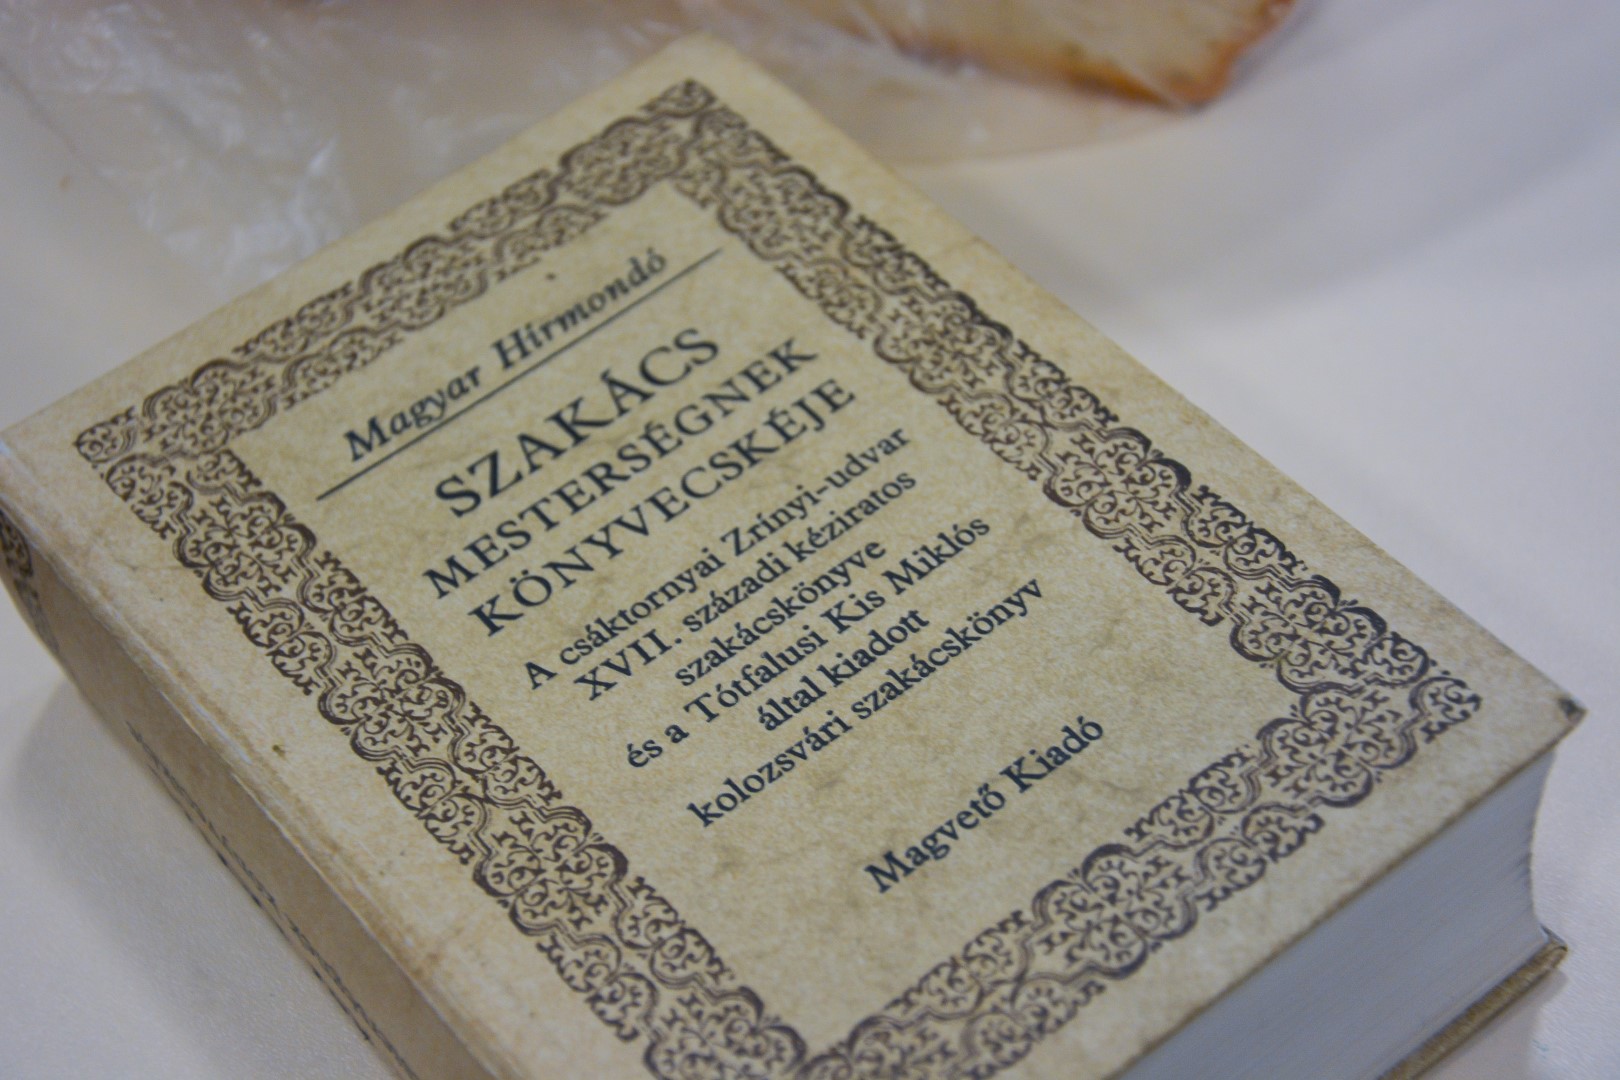 Magyar Hírmondó
SZAKÁCS
MESTERSÉGNEK
KÖNYVECSKÉJE
A csáktornyai Zrínyi-udvar
XVII. századi kéziratos
szakácskönyve
és a Tótfalusi Kis Miklós
által kiadott
kolozsvári szakácskönyv
Magvető Kiadó